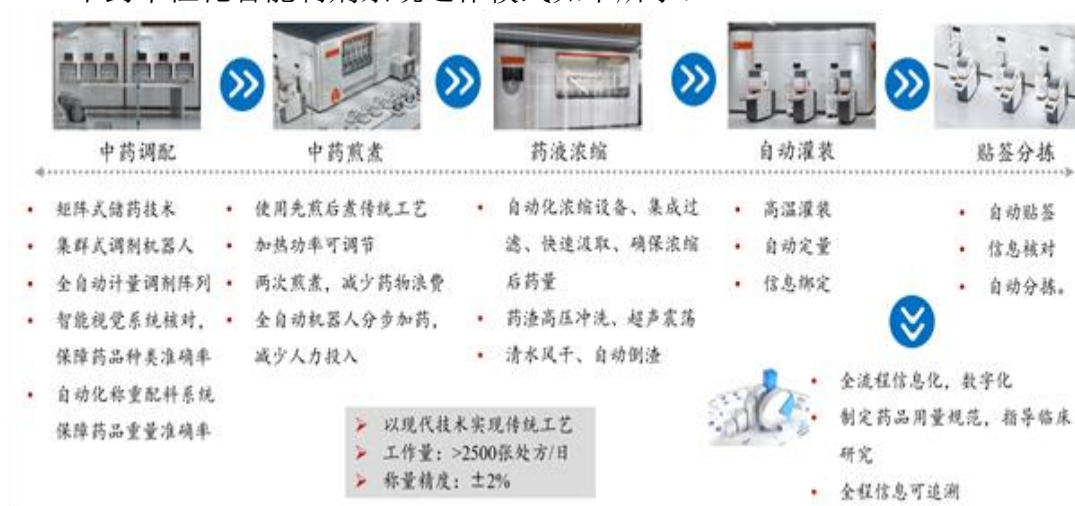 中药调配
中药煎煮
药液浓缩
自动灌装
贴签分拣
• 矩阵式储药技术
• 集群式调剂机器人
• 全自动计量调剂阵列
• 智能视觉系统核对，
保障药品种类准确率
• 自动化称重配料系统
保障药品重量准确率
• 使用先煎后煮传统工艺
• 加热功率可调节
• 两次煎煮，减少药物浪费
• 全自动机器人分步加药，
减少人力投入
• 自动化浓缩设备、集成过
滤、快速汲取、确保浓缩
后药量
• 药渣高压冲洗、超声震荡
• 清水风干、自动倒渣
• 高温灌装
• 自动定量
• 信息绑定
• 自动贴签
• 信息核对
• 自动分拣。
➤ 以现代技术实现传统工艺
➤ 工作量：>2500张处方/日
➤ 称量精度：±2%
• 全流程信息化，数字化
• 制定药品用量规范，指导临床
研究
• 全程信息可追溯